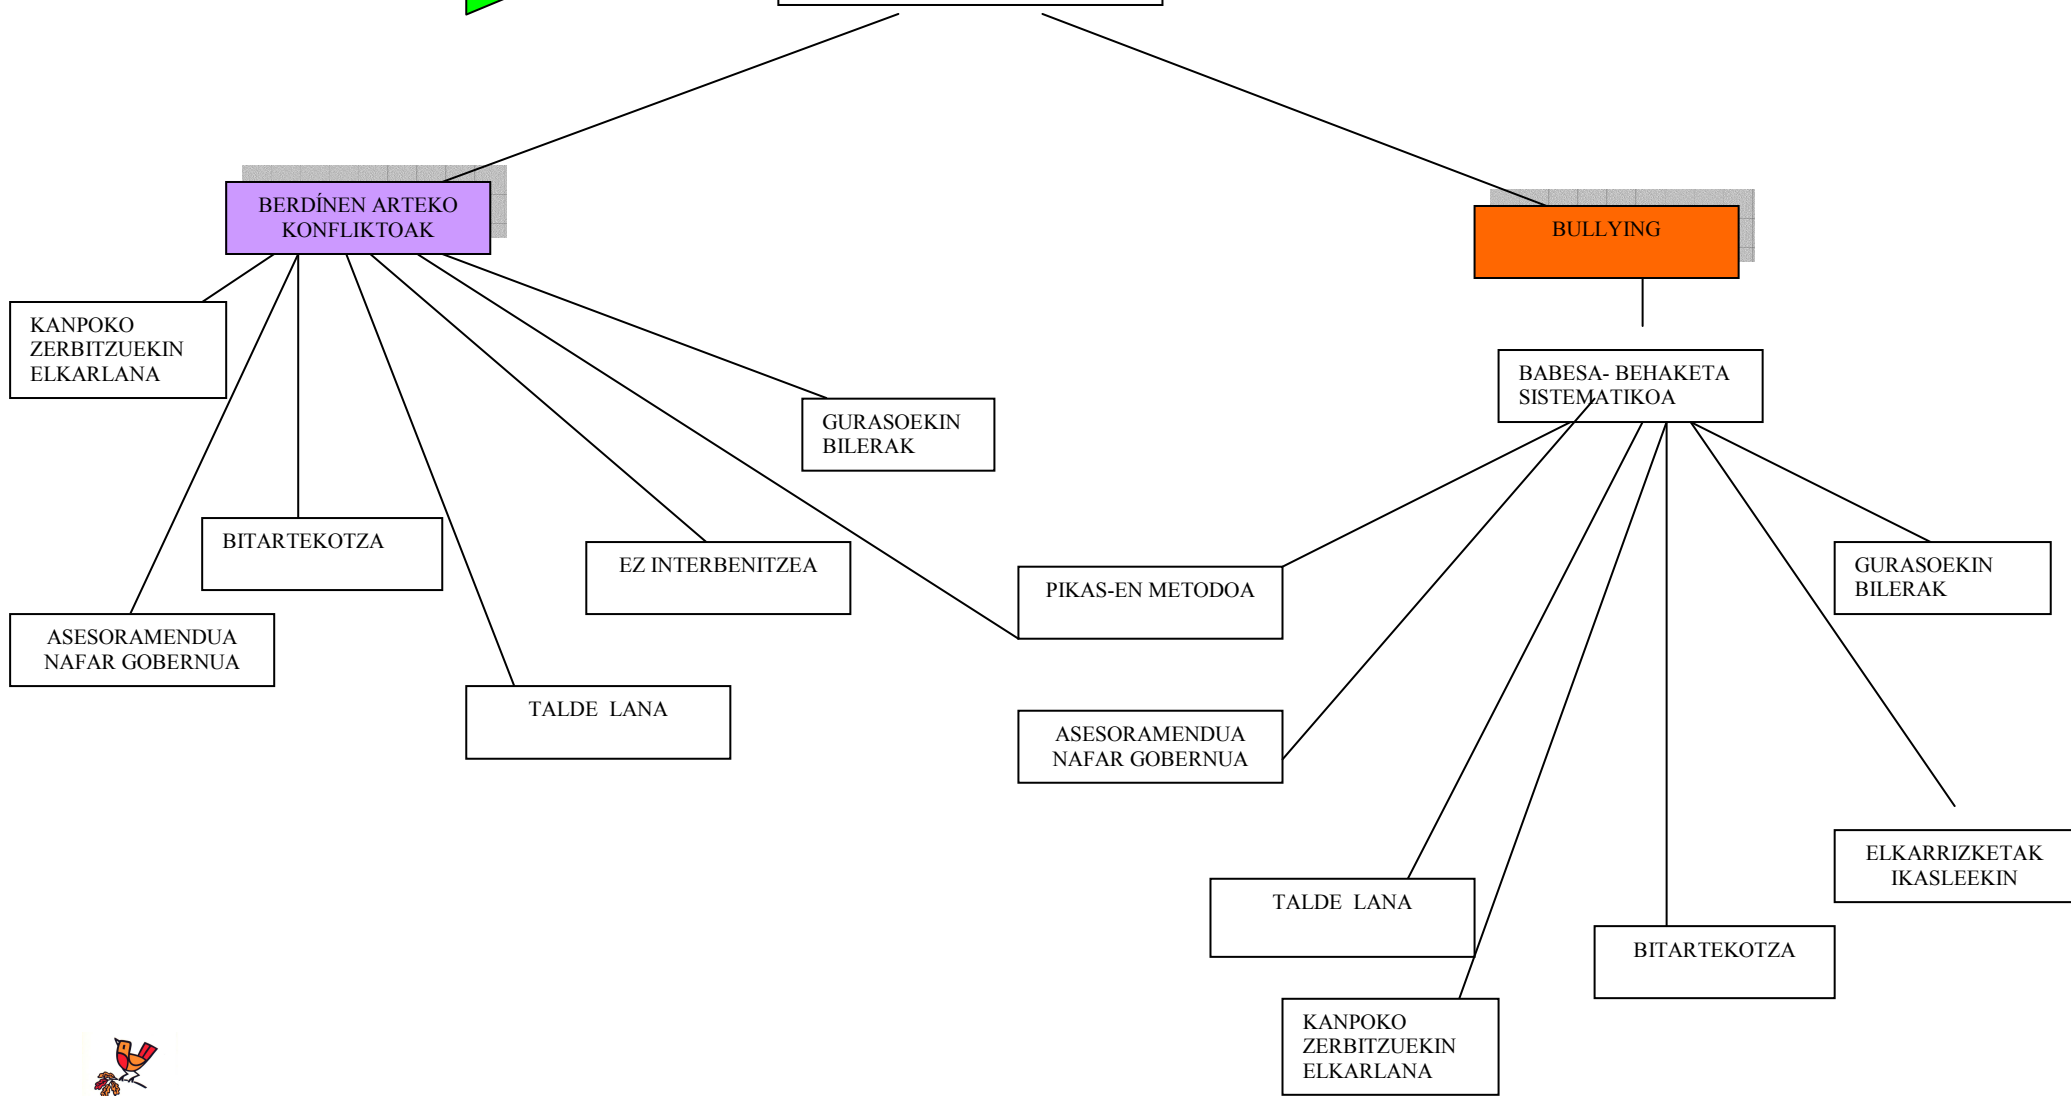 BERDÍNEN ARTEKO
KONFLIKTOAK
BULLYING
KANPOKO
ZERBITZUEKIN
ELKARLANA
BABESA- BEHAKETA
SISTEMATIKOA
GURASOEKIN
BILERAK
BITARTEKOTZA
EZ INTERBENITZEA
PIKAS-EN METODOA
GURASOEKIN
BILERAK
ASESORAMENDUA
NAFAR GOBERNUA
TALDE LANA
ASESORAMENDUA
NAFAR GOBERNUA
ELKARRIZKETAK
IKASLEEKIN
TALDE LANA
BITARTEKOTZA
KANPOKO
ZERBITZUEKIN
ELKARLANA